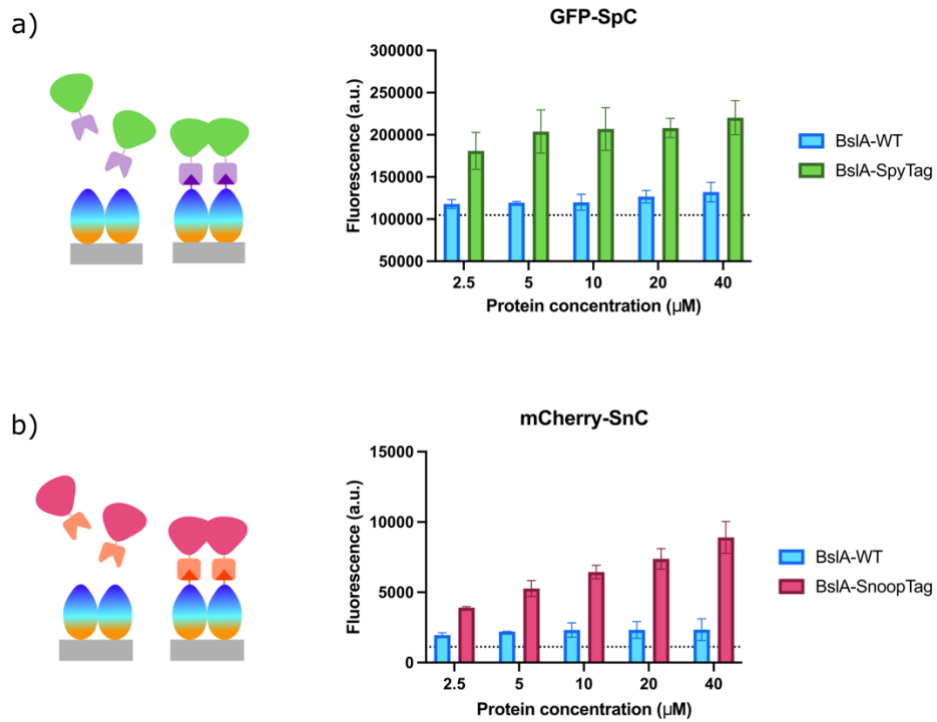 a)
GFP-SpC
Fluorescence (a.u.)
300000
250000
200000
150000
100000
50000
2.5 5 10 20 40
Protein concentration (µM)
BslA-WT
BslA-SpyTag
b)
mCherry-SnC
Fluorescence (a.u.)
15000
10000
5000
0
2.5 5 10 20 40
Protein concentration (µM)
BslA-WT
BslA-SnoopTag